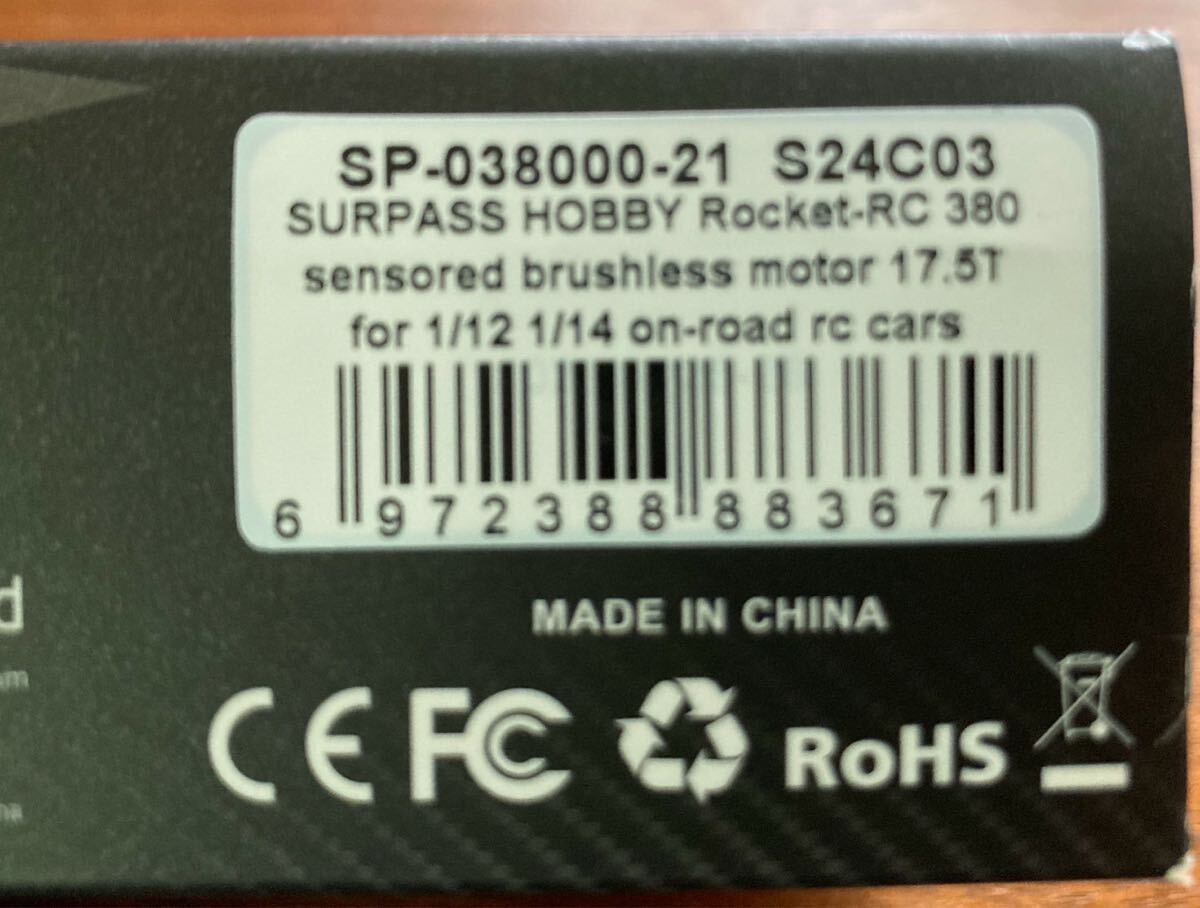 SP-038000-21 S24C03
SURPASS HOBBY Rocket-RC 380
sensored brushless motor 17.5T
for 1/12 1/14 on-road rc cars
6 972388 883671
MADE IN CHINA
CE FC RoHS